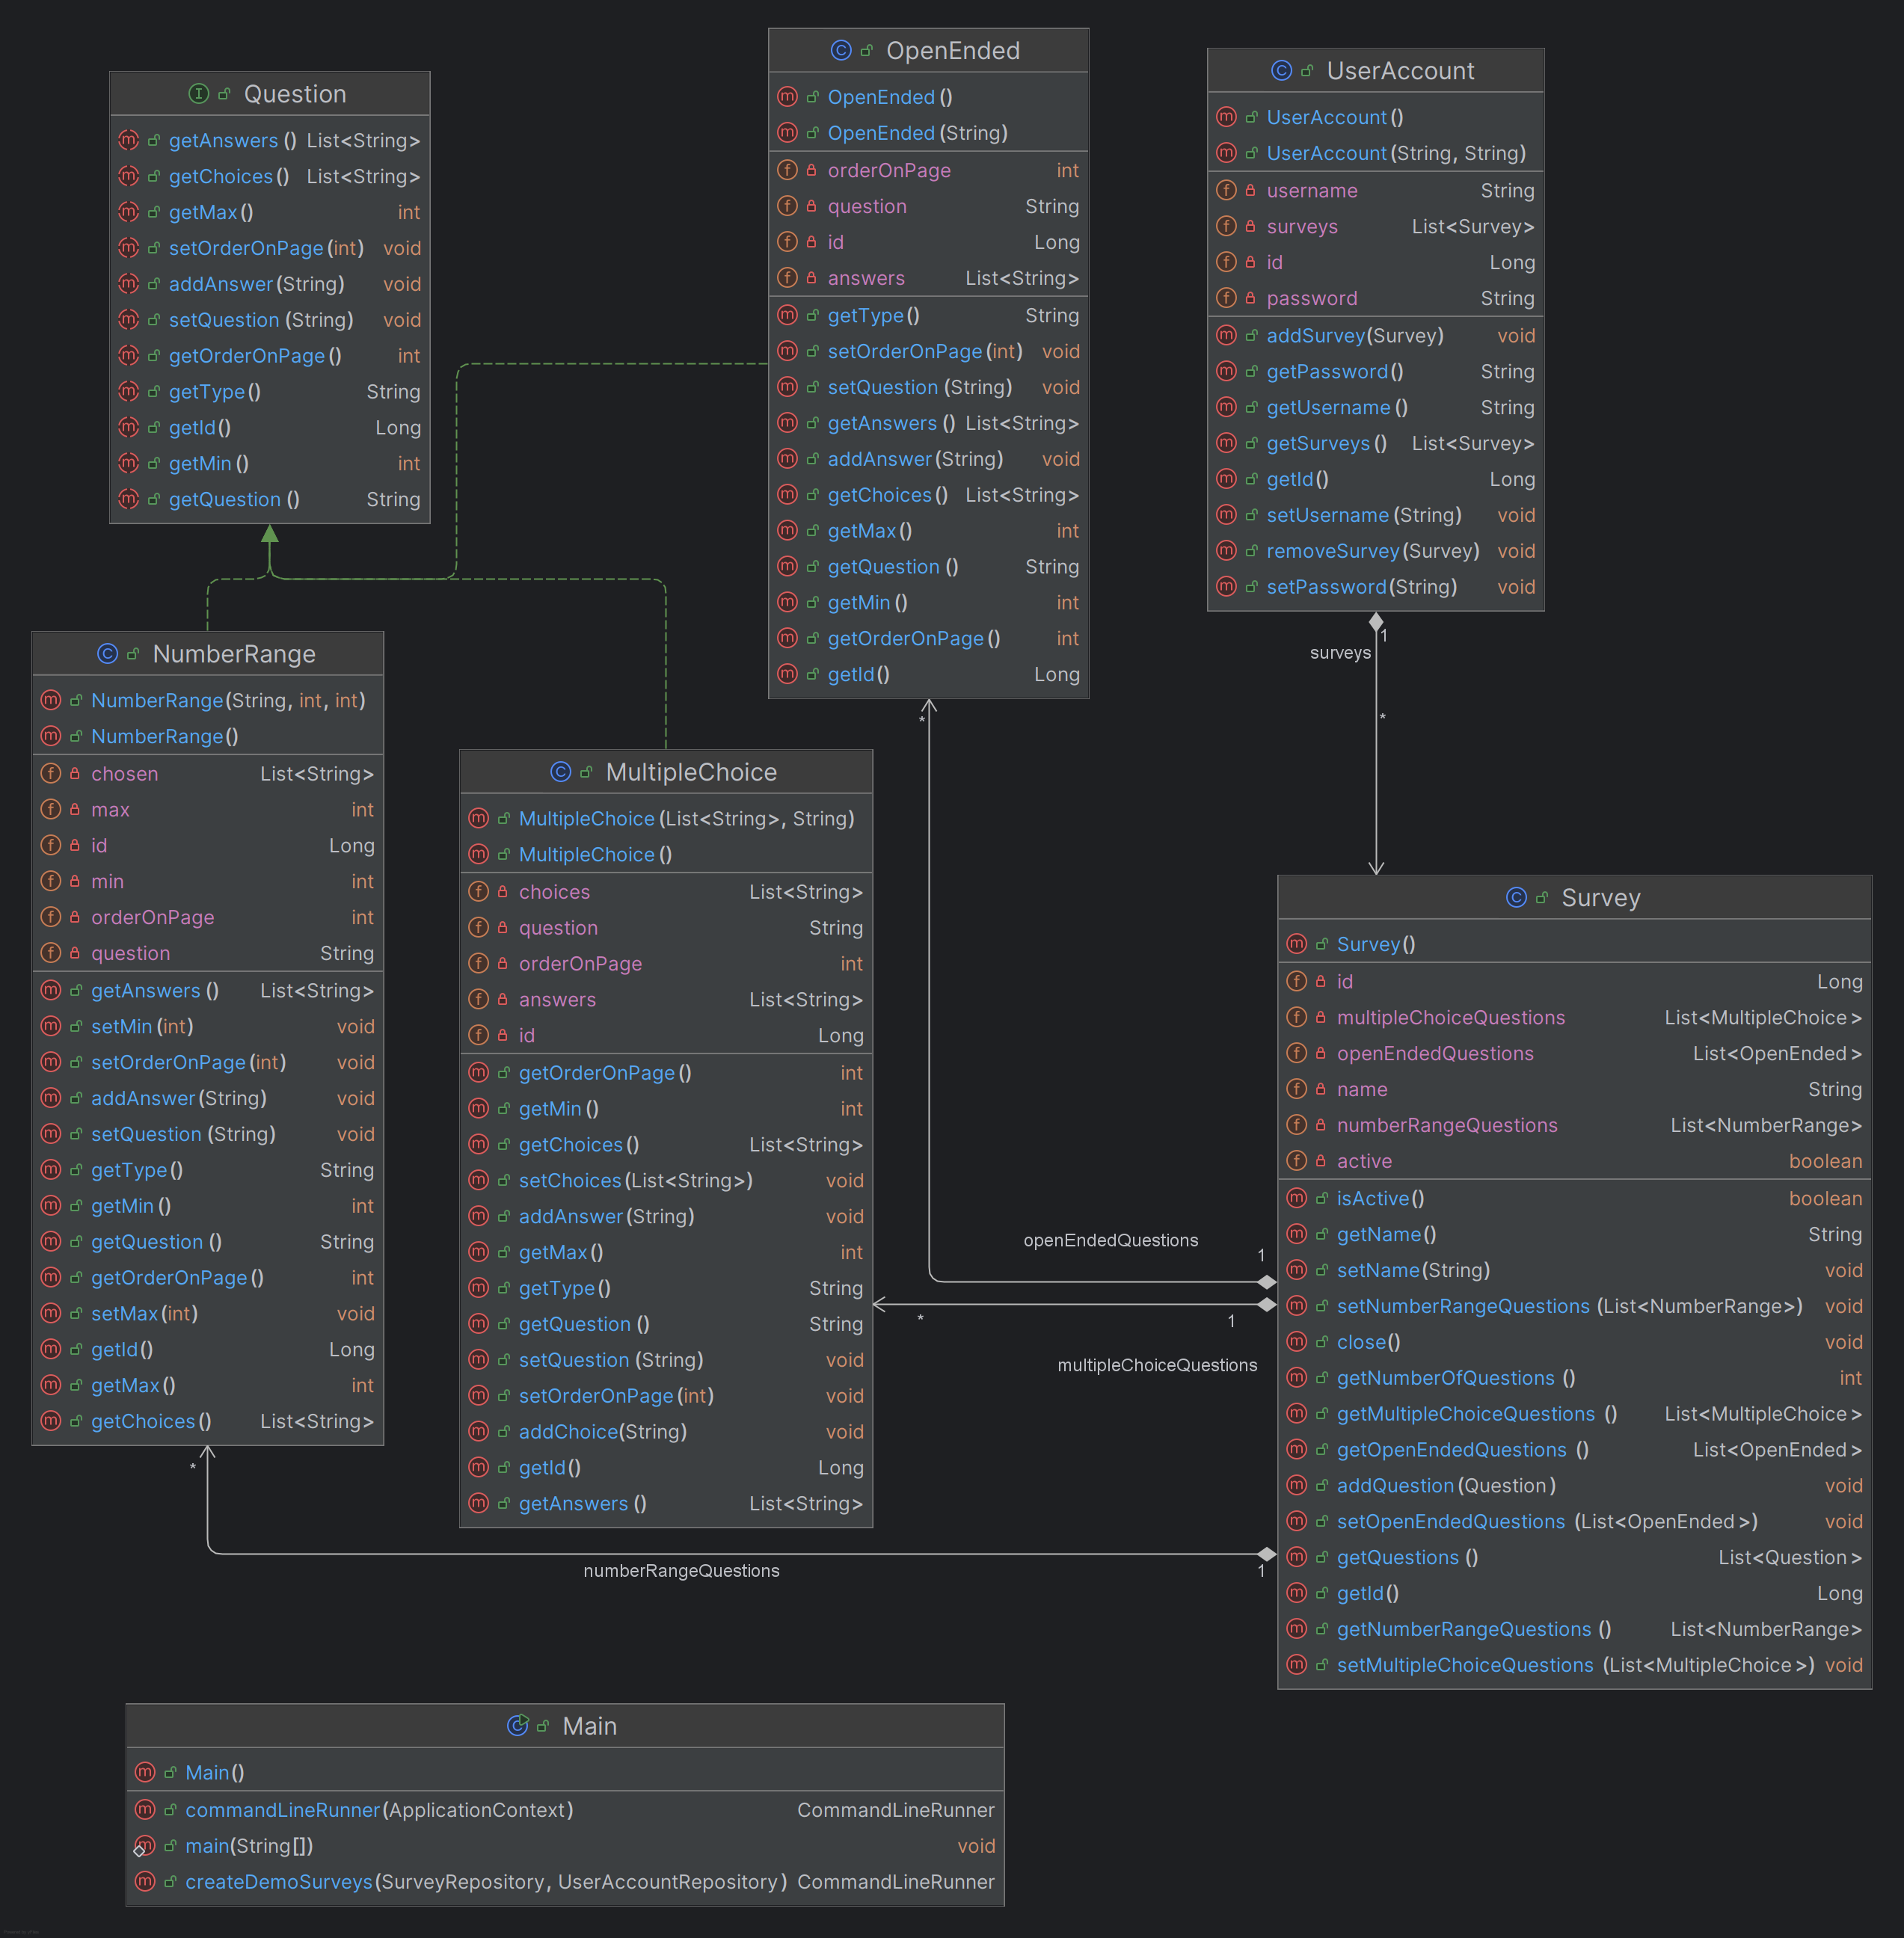 Question
getAnswers() List<String>
getChoices() List<String>
getMax() int
setOrderOnPage(int) void
addAnswer(String) void
setQuestion(String) void
getOrderOnPage() int
getType() String
getId() Long
getMin() int
getQuestion() String
OpenEnded
OpenEnded()
OpenEnded(String)
orderOnPage int
question String
id Long
answers List<String>
getType() String
setOrderOnPage(int) void
setQuestion(String) void
getAnswers() List<String>
addAnswer(String) void
getChoices() List<String>
getMax() int
getQuestion() String
getMin() int
getOrderOnPage() int
getId() Long
UserAccount
UserAccount()
UserAccount(String, String)
username String
surveys List<Survey>
id Long
password String
addSurvey(Survey) void
getPassword() String
getUsername() String
getSurveys() List<Survey>
getId() Long
setUsername(String) void
removeSurvey(Survey) void
setPassword(String) void
1
surveys
*
NumberRange
NumberRange(String, int, int)
NumberRange()
chosen List<String>
max int
id Long
min int
orderOnPage int
question String
getAnswers() List<String>
setMin(int) void
setOrderOnPage(int) void
addAnswer(String) void
setQuestion(String) void
getType() String
getMin() int
getQuestion() String
getOrderOnPage() int
setMax(int) void
getId() Long
getMax() int
getChoices() List<String>
*
MultipleChoice
MultipleChoice(List<String>, String)
MultipleChoice()
choices List<String>
question String
orderOnPage int
answers List<String>
id Long
getOrderOnPage() int
getMin() int
getChoices() List<String>
setChoices(List<String>) void
addAnswer(String) void
getMax() int
getType() String
getQuestion() String
setQuestion(String) void
setOrderOnPage(int) void
addChoice(String) void
getId() Long
getAnswers() List<String>
*
openEndedQuestions
1
*
1
multipleChoiceQuestions
numberRangeQuestions
1
Survey
Survey()
id Long
multipleChoiceQuestions List<MultipleChoice>
openEndedQuestions List<OpenEnded>
name String
numberRangeQuestions List<NumberRange>
active boolean
isActive() boolean
getName() String
setName(String) void
setNumberRangeQuestions(List<NumberRange>) void
close() void
getNumberOfQuestions() int
getMultipleChoiceQuestions() List<MultipleChoice>
getOpenEndedQuestions() List<OpenEnded>
addQuestion(Question) void
setOpenEndedQuestions(List<OpenEnded>) void
getQuestions() List<Question>
getId() Long
getNumberRangeQuestions() List<NumberRange>
setMultipleChoiceQuestions(List<MultipleChoice>) void
Main
Main()
commandLineRunner(ApplicationContext) CommandLineRunner
main(String[]) void
createDemoSurveys(SurveyRepository, UserAccountRepository) CommandLineRunner